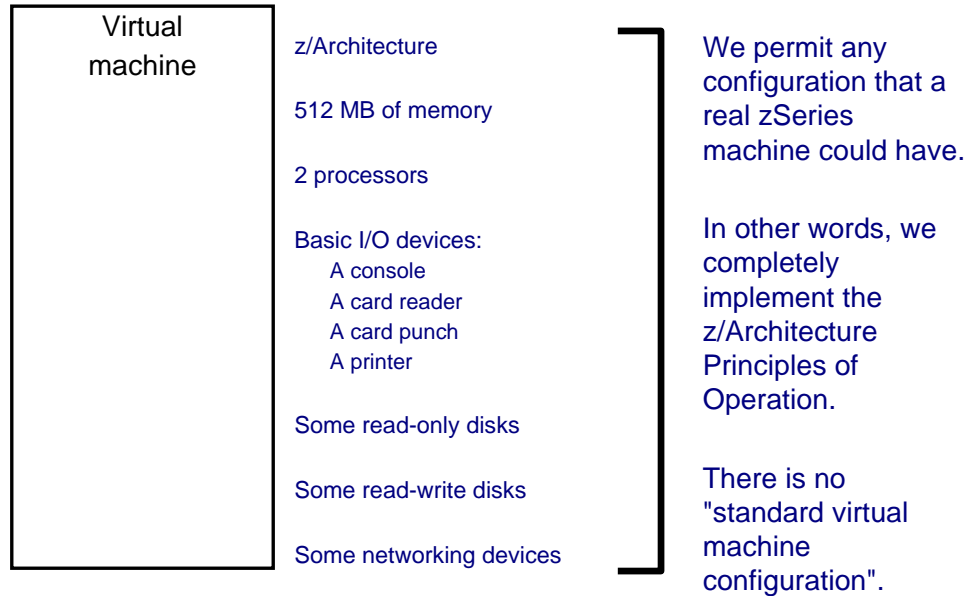 Virtual
machine
z/Architecture
512 MB of memory
2 processors
Basic I/O devices:
A console
A card reader
A card punch
A printer
Some read-only disks
Some read-write disks
Some networking devices
We permit any
configuration that a
real zSeries
machine could have.
In other words, we
completely
implement the
z/Architecture
Principles of
Operation.
There is no
"standard virtual
machine
configuration".